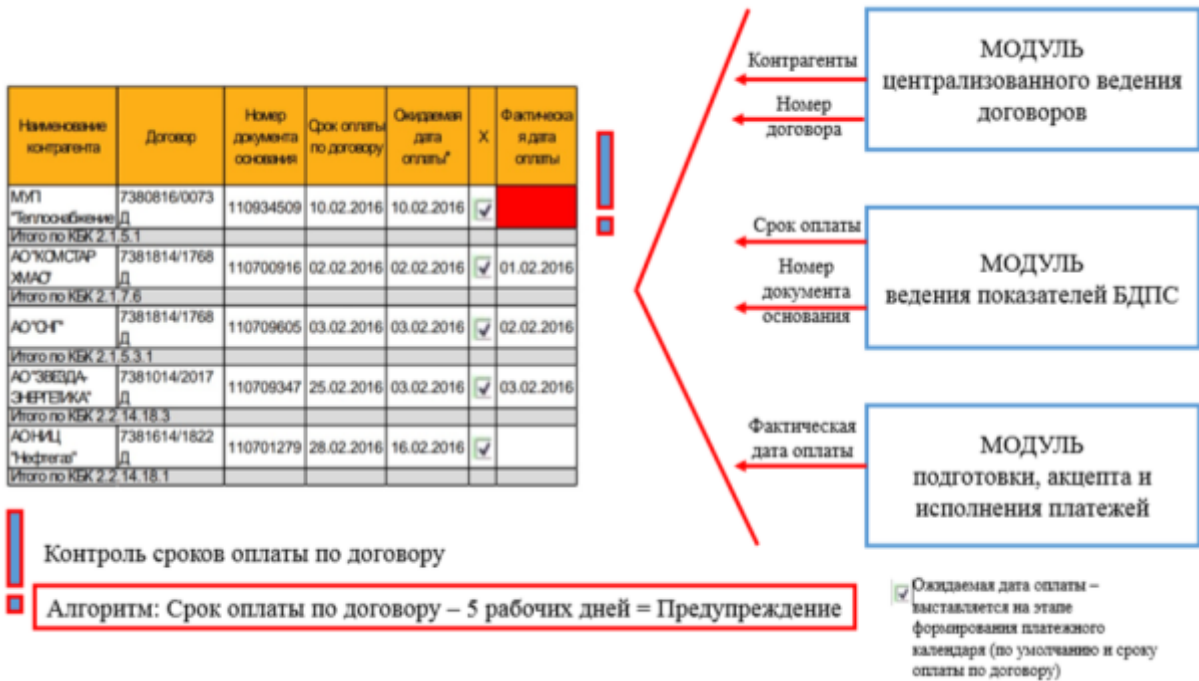 Наименование контрагента Договор Номер документа основания Срок оплаты по договору Ожидаемая дата оплаты* X Фактическая дата оплаты
МУП "Теплоснабжение 7380816/0073Д 110934509 10.02.2016 10.02.2016
Итого по КБК 2.1.5.1
АО"КОМСТАР ХМАО" 7381814/1768Д 110700916 02.02.2016 02.02.2016 01.02.2016
Итого по КБК 2.1.7.6
АО"СНГ" 7381814/1768Д 110709605 03.02.2016 03.02.2016 02.02.2016
Итого по КБК 2.1.5.3.1
АО"ЗВЕЗДА-ЭНЕРГЕТИКА" 7381014/2017Д 110709347 25.02.2016 03.02.2016 03.02.2016
Итого по КБК 2.2.14.18.3
АО НИЦ "Нефтегаз" 7381614/1822Д 110701279 28.02.2016 16.02.2016
Итого по КБК 2.2.14.18.1
Контрагенты
Номер
договора
МОДУЛЬ
централизованного ведения
договоров
Срок оплаты
Номер
документа
основания
МОДУЛЬ
ведения показателей БДПС
Фактическая
дата оплаты
МОДУЛЬ
подготовки, акцепта и
исполнения платежей
Контроль сроков оплаты по договору
Алгоритм: Срок оплаты по договору – 5 рабочих дней = Предупреждение
Ожидаемая дата оплаты –
выставляется на этапе
формирования платежного
календаря (по умолчанию и сроку
оплаты по договору)